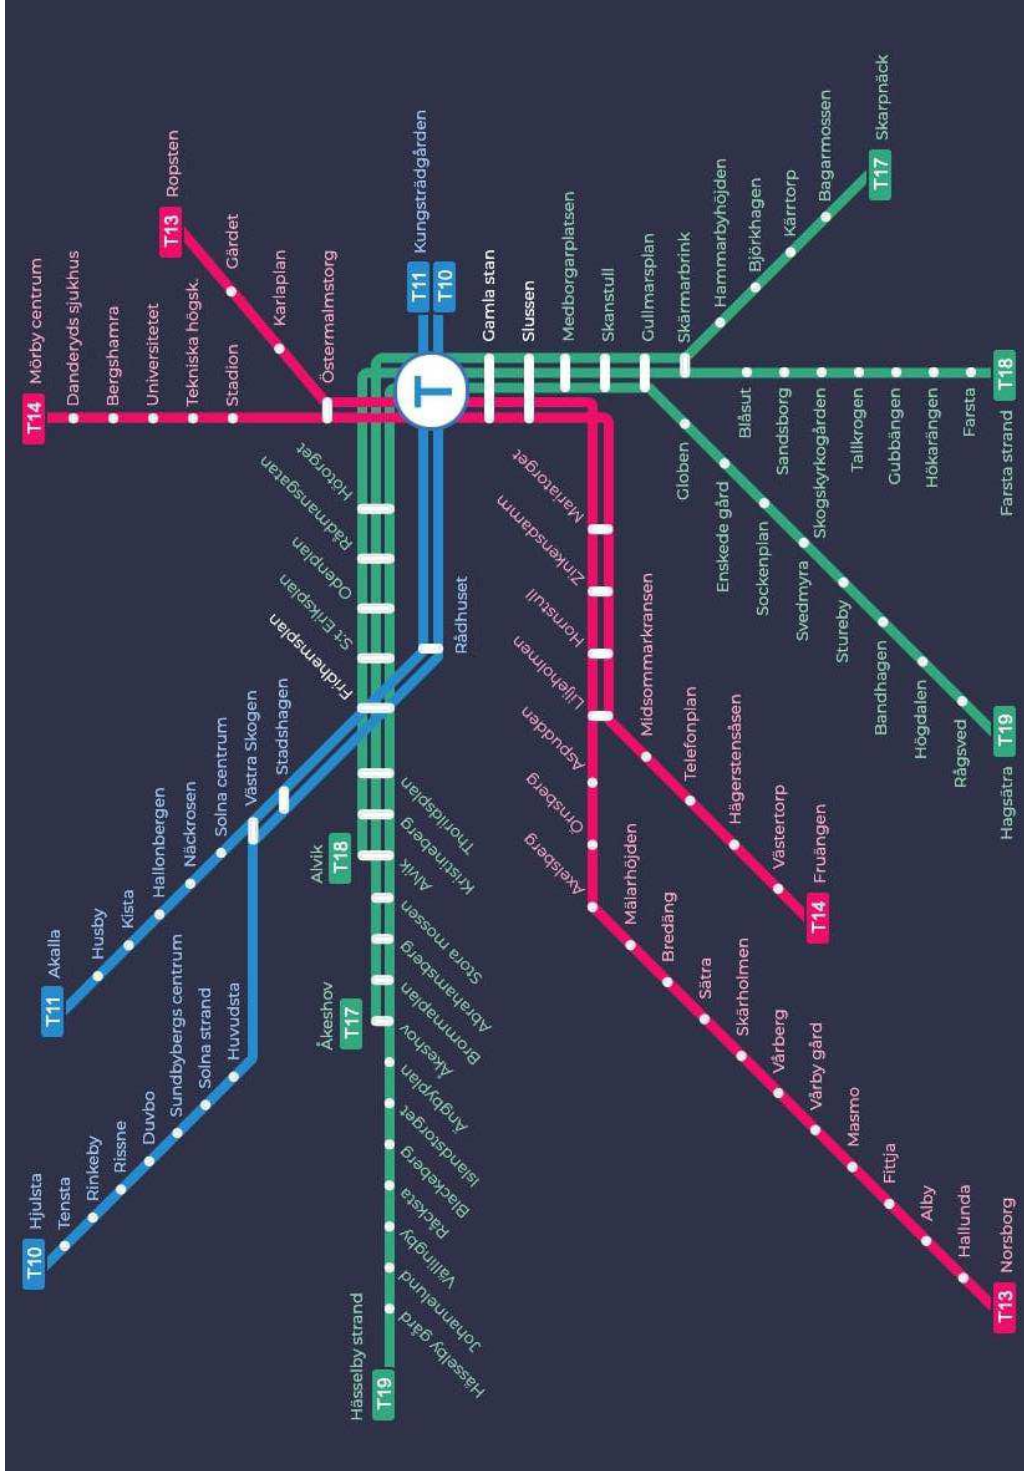 T10 Hjulsta
Tensta
Rinkeby
Rissne
Duvbo
Sundbybergs centrum
Solna strand
Huvudsta
T11 Akalla
Husby
Kista
Hallonbergen
Näckrosen
Solna centrum
Västra Skogen
Stadshagen
Fridhemsplan
Rådhuset
T11 Kungsträdgården
T10
T
T14 Mörby centrum
Danderyds sjukhus
Bergshamra
Universitetet
Tekniska högsk.
Stadion
T13 Ropsten
Gärdet
Karlaplan
Östermalmstorg
Hässelby strand
T19
Hässelby gård
Johannelund
Vällingby
Råcksta
Blackeberg
Islandstorget
Ängbyplan
Åkeshov
Åkeshov
T17
Brommaplan
Abrahamsberg
Stora mossen
Alvik
Alvik
T18
Kristineberg
Thorildsplan
S:t Eriksplan
Odenplan
Rådmansgatan
Hötorget
Gamla stan
Slussen
Medborgarplatsen
Skanstull
Gullmarsplan
Skärmarbrink
Hammarbyhöjden
Björkhagen
Kärrtorp
Bagarmossen
T17 Skarpnäck
Blåsut
Sandsborg
Skogskyrkogården
Tallkrogen
Gubbängen
Hökarängen
Farsta
Farsta strand T18
Globen
Enskede gård
Sockenplan
Svedmyra
Stureby
Bandhagen
Högdalen
Rågsved
Hagsätra T19
Mariatorget
Zinkensdamm
Hornstull
Liljeholmen
Midsommarkransen
Telefonplan
Hägerstensåsen
Västertorp
T14 Fruängen
Aspudden
Örnsberg
Axelsberg
Mälarhöjden
Bredäng
Sätra
Skärholmen
Vårberg
Vårby gård
Masmo
Fittja
Alby
Hallunda
T13 Norsborg